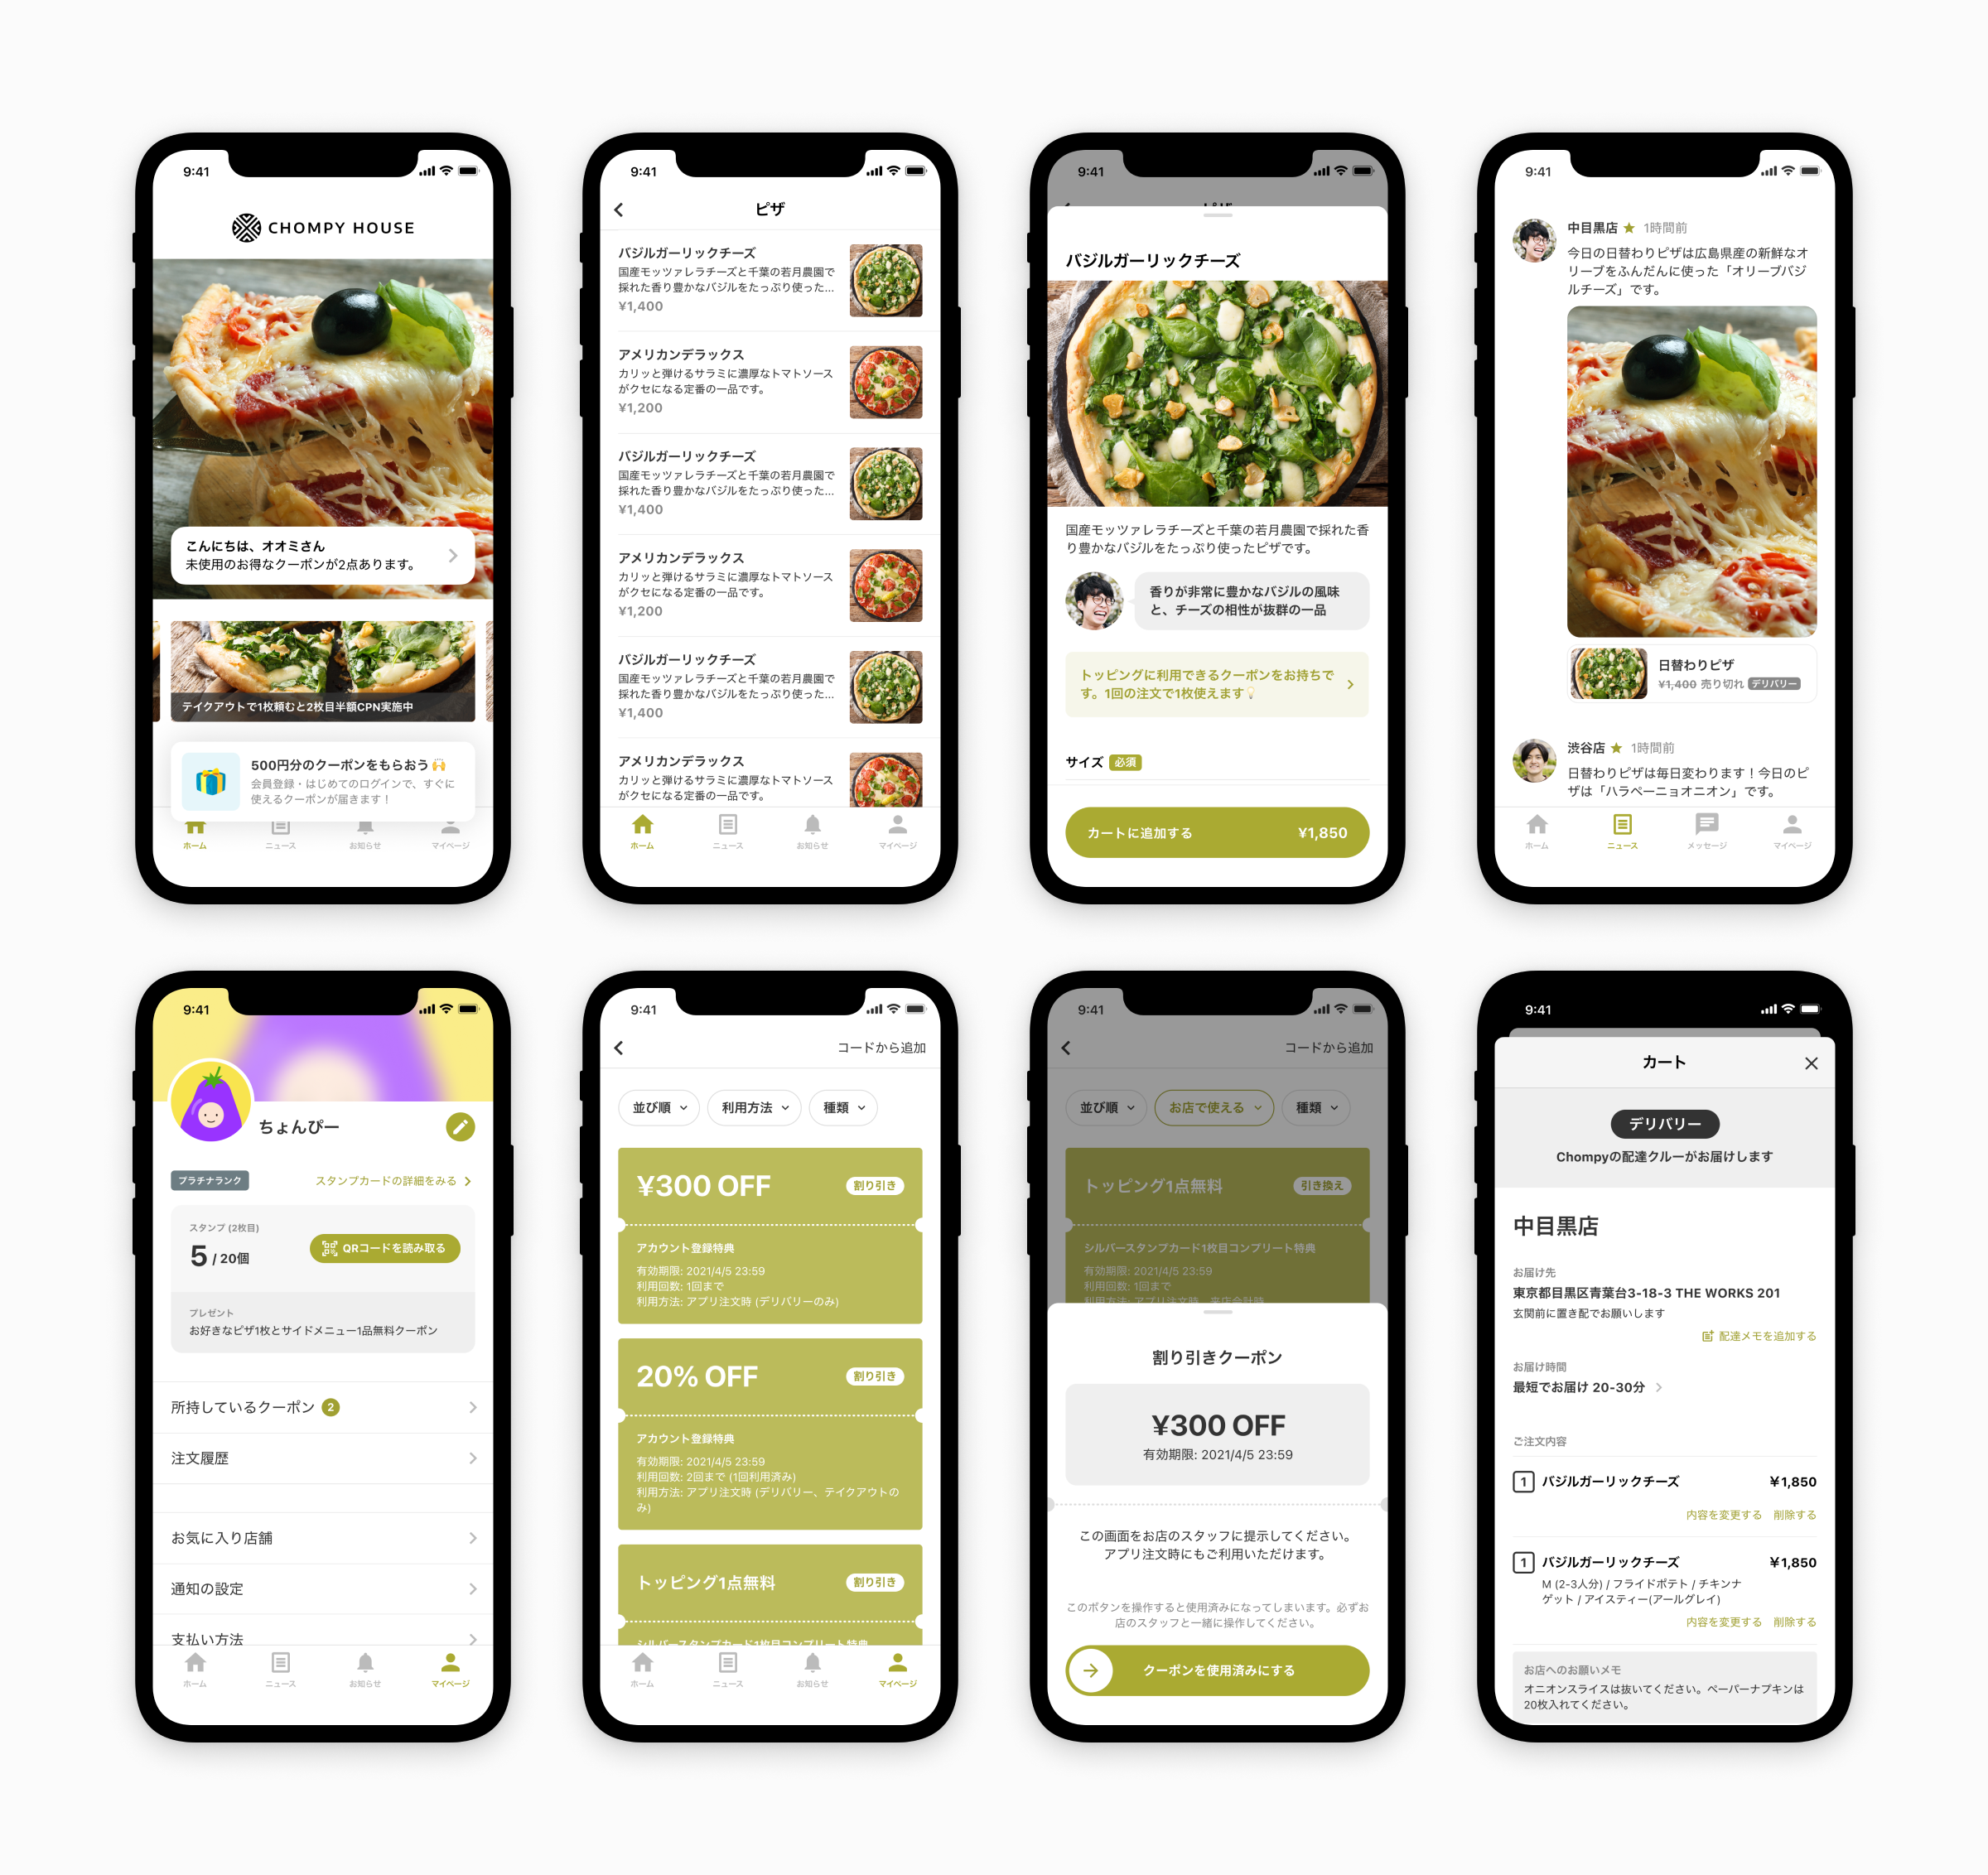 9:41
CHOMPY HOUSE
こんにちは、オオミさん
未使用のお得なクーポンが2点あります。
テイクアウトで1枚頼むと2枚目半額CPN実施中
500円分のクーポンをもらおう🙌
会員登録・はじめてのログインで、すぐに
使えるクーポンが届きます！
ホーム
ニュース
お知らせ
マイページ
9:41
ピザ
バジルガーリックチーズ
国産モッツァレラチーズと千葉の若月農園で
採れた香り豊かなバジルをたっぷり使った...
¥1,400
アメリカンデラックス
カリッと弾けるサラミに濃厚なトマトソース
がクセになる定番の一品です。
¥1,200
バジルガーリックチーズ
国産モッツァレラチーズと千葉の若月農園で
採れた香り豊かなバジルをたっぷり使った...
¥1,400
アメリカンデラックス
カリッと弾けるサラミに濃厚なトマトソース
がクセになる定番の一品です。
¥1,200
バジルガーリックチーズ
国産モッツァレラチーズと千葉の若月農園で
採れた香り豊かなバジルをたっぷり使った...
¥1,400
アメリカンデラックス
カリッと弾けるサラミに濃厚なトマトソース
がクセになる定番の一品です。
ホーム
ニュース
お知らせ
マイページ
9:41
バジルガーリックチーズ
国産モッツァレラチーズと千葉の若月農園で採れた香
り豊かなバジルをたっぷり使ったピザです。
香りが非常に豊かなバジルの風味
と、チーズの相性が抜群の一品
トッピングに利用できるクーポンをお持ちで
す。1回の注文で1枚使えます💡
サイズ 必須
カートに追加する ¥1,850
9:41
中目黒店 ★ 1時間前
今日の日替わりピザは広島県産の新鮮なオ
リーブをふんだんに使った「オリーブバジ
ルチーズ」です。
日替わりピザ
¥1,400 売り切れ デリバリー
渋谷店 ★ 1時間前
日替わりピザは毎日変わります！今日のピ
ザは「ハラペーニョオニオン」です。
ホーム
ニュース
メッセージ
マイページ
9:41
ちょんぴー
プラチナランク
スタンプカードの詳細をみる
スタンプ (2枚目)
5 / 20個
QRコードを読み取る
プレゼント
お好きなピザ1枚とサイドメニュー1品無料クーポン
所持しているクーポン 2
注文履歴
お気に入り店舗
通知の設定
支払い方法
ホーム
ニュース
お知らせ
マイページ
9:41
コードから追加
並び順
利用方法
種類
¥300 OFF
割り引き
アカウント登録特典
有効期限: 2021/4/5 23:59
利用回数: 1回まで
利用方法: アプリ注文時 (デリバリーのみ)
20% OFF
割り引き
アカウント登録特典
有効期限: 2021/4/5 23:59
利用回数: 2回まで (1回利用済み)
利用方法: アプリ注文時 (デリバリー、テイクアウトの
み)
トッピング1点無料
割り引き
シルバースタンプカード1枚目コンプリート特典
ホーム
ニュース
お知らせ
マイページ
9:41
コードから追加
並び順
お店で使える
種類
トッピング1点無料
引き換え
シルバースタンプカード1枚目コンプリート特典
有効期限: 2021/4/5 23:59
利用回数: 1回まで
利用方法: アプリ注文時、来店会計時
割り引きクーポン
¥300 OFF
有効期限: 2021/4/5 23:59
この画面をお店のスタッフに提示してください。
アプリ注文時にもご利用いただけます。
このボタンを操作すると使用済みになってしまいます。必ずお
店のスタッフと一緒に操作してください。
クーポンを使用済みにする
9:41
カート
デリバリー
Chompyの配達クルーがお届けします
中目黒店
お届け先
東京都目黒区青葉台3-18-3 THE WORKS 201
玄関前に置き配でお願いします
配達メモを追加する
お届け時間
最短でお届け 20-30分
ご注文内容
1 バジルガーリックチーズ ¥1,850
内容を変更する 削除する
1 バジルガーリックチーズ ¥1,850
M (2-3人分) / フライドポテト / チキンナ
ゲット / アイスティー(アールグレイ)
内容を変更する 削除する
お店へのお願いメモ
オニオンスライスは抜いてください。ペーパーナプキンは
20枚入れてください。